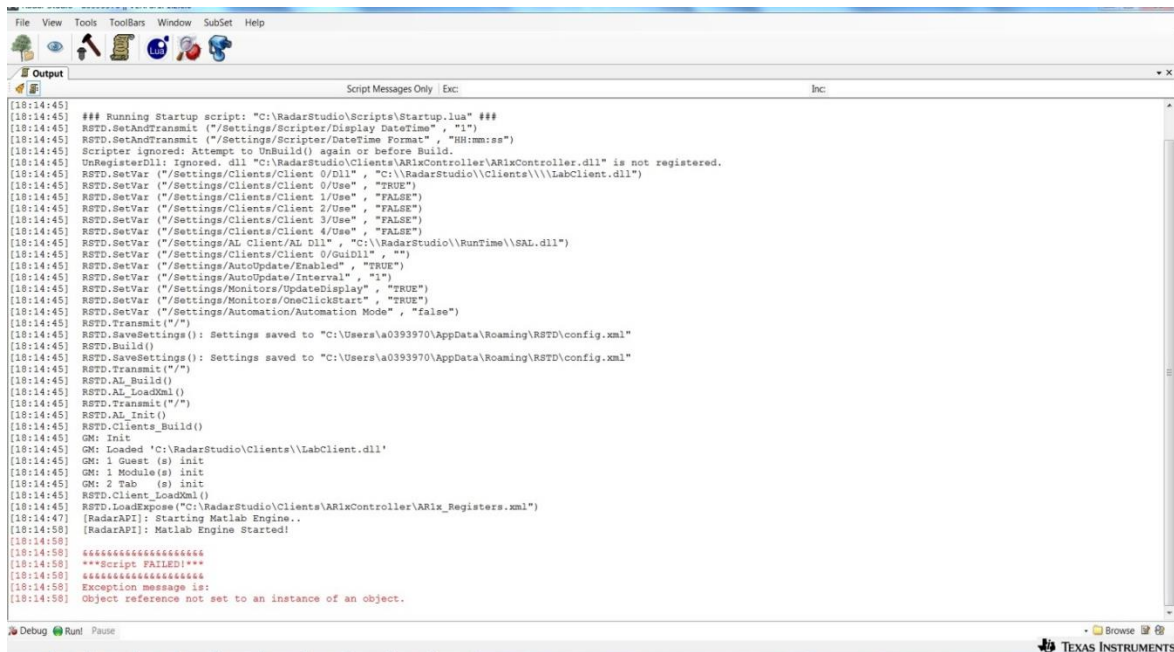 File View Tools ToolBars Window SubSet Help
Lua
Output
Script Messages Only Exc: Inc:
[18:14:45]
[18:14:45] ### Running Startup script: "C:\RadarStudio\Scripts\Startup.lua" ###
[18:14:45] RSTD.SetAndTransmit ("/Settings/Scripter/Display DateTime" , "1")
[18:14:45] RSTD.SetAndTransmit ("/Settings/Scripter/DateTime Format" , "HH:mm:ss")
[18:14:45] Scripter ignored: Attempt to UnBuild() again or before Build.
[18:14:45] UnRegisterDll: Ignored. dll "C:\RadarStudio\Clients\AR1xController\AR1xController.dll" is not registered.
[18:14:45] RSTD.SetVar ("/Settings/Clients/Client 0/Dll" , "C:\\RadarStudio\\Clients\\\\LabClient.dll")
[18:14:45] RSTD.SetVar ("/Settings/Clients/Client 0/Use" , "TRUE")
[18:14:45] RSTD.SetVar ("/Settings/Clients/Client 1/Use" , "FALSE")
[18:14:45] RSTD.SetVar ("/Settings/Clients/Client 2/Use" , "FALSE")
[18:14:45] RSTD.SetVar ("/Settings/Clients/Client 3/Use" , "FALSE")
[18:14:45] RSTD.SetVar ("/Settings/Clients/Client 4/Use" , "FALSE")
[18:14:45] RSTD.SetVar ("/Settings/AL Client/AL Dll" , "C:\\RadarStudio\\RunTime\\SAL.dll")
[18:14:45] RSTD.SetVar ("/Settings/Clients/Client 0/GuiDll" , "")
[18:14:45] RSTD.SetVar ("/Settings/AutoUpdate/Enabled" , "TRUE")
[18:14:45] RSTD.SetVar ("/Settings/AutoUpdate/Interval" , "1")
[18:14:45] RSTD.SetVar ("/Settings/Monitors/UpdateDisplay" , "TRUE")
[18:14:45] RSTD.SetVar ("/Settings/Monitors/OneClickStart" , "TRUE")
[18:14:45] RSTD.SetVar ("/Settings/Automation/Automation Mode" , "false")
[18:14:45] RSTD.Transmit("/")
[18:14:45] RSTD.SaveSettings(): Settings saved to "C:\Users\a0393970\AppData\Roaming\RSTD\config.xml"
[18:14:45] RSTD.Build()
[18:14:45] RSTD.SaveSettings(): Settings saved to "C:\Users\a0393970\AppData\Roaming\RSTD\config.xml"
[18:14:45] RSTD.Transmit("/")
[18:14:45] RSTD.AL_Build()
[18:14:45] RSTD.AL_LoadXml()
[18:14:45] RSTD.Transmit("/")
[18:14:45] RSTD.AL_Init()
[18:14:45] RSTD.Clients_Build()
[18:14:45] GM: Init
[18:14:45] GM: Loaded 'C:\RadarStudio\Clients\\LabClient.dll'
[18:14:45] GM: 1 Guest (s) init
[18:14:45] GM: 1 Module(s) init
[18:14:45] GM: 2 Tab (s) init
[18:14:45] RSTD.Client_LoadXml()
[18:14:45] RSTD.LoadExpose("C:\RadarStudio\Clients\AR1xController\AR1x_Registers.xml")
[18:14:47] [RadarAPI]: Starting Matlab Engine..
[18:14:58] [RadarAPI]: Matlab Engine Started!
[18:14:58]
[18:14:58] &&&&&&&&&&&&&&&&&&&&
[18:14:58] ***Script FAILED!***
[18:14:58] &&&&&&&&&&&&&&&&&&&&
[18:14:58] Exception message is:
[18:14:58] Object reference not set to an instance of an object.
Debug Run! Pause Browse
TEXAS INSTRUMENTS